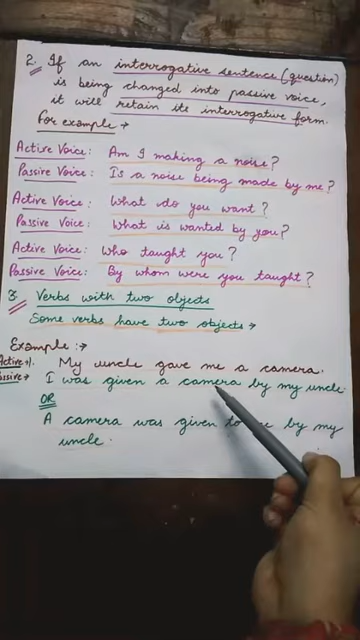 2. If an interrogative sentence (question)
is being changed into passive voice,
it will retain its interrogative form.
For example →
Active Voice: Am I making a noise?
Passive Voice: Is a noise being made by me?
Active Voice: What do you want?
Passive Voice: What is wanted by you?
Active Voice: Who taught you?
Passive Voice: By whom were you taught?
3. Verbs with two objects
Some verbs have two objects→
Example :→
Active →1. My uncle gave me a camera.
Passive → I was given a camera by my uncle.
OR
A camera was given to by my
uncle.